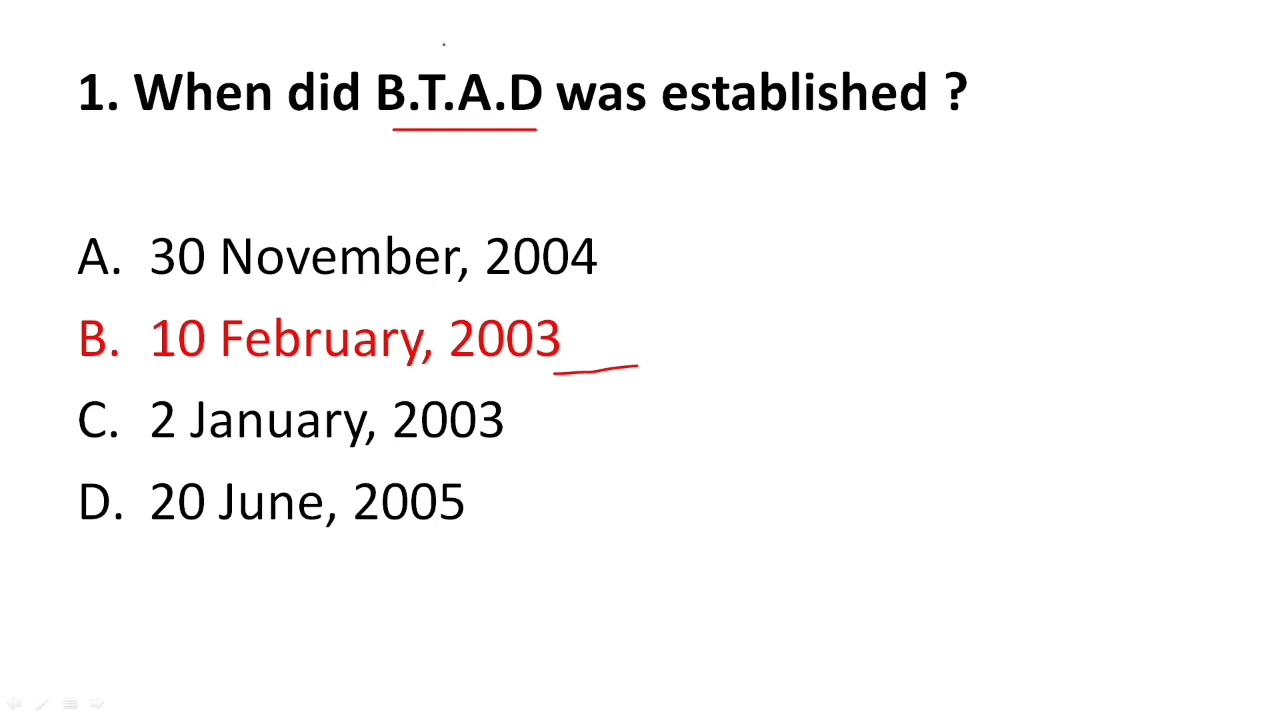 1. When did B.T.A.D was established ?
A. 30 November, 2004
B. 10 February, 2003
C. 2 January, 2003
D. 20 June, 2005